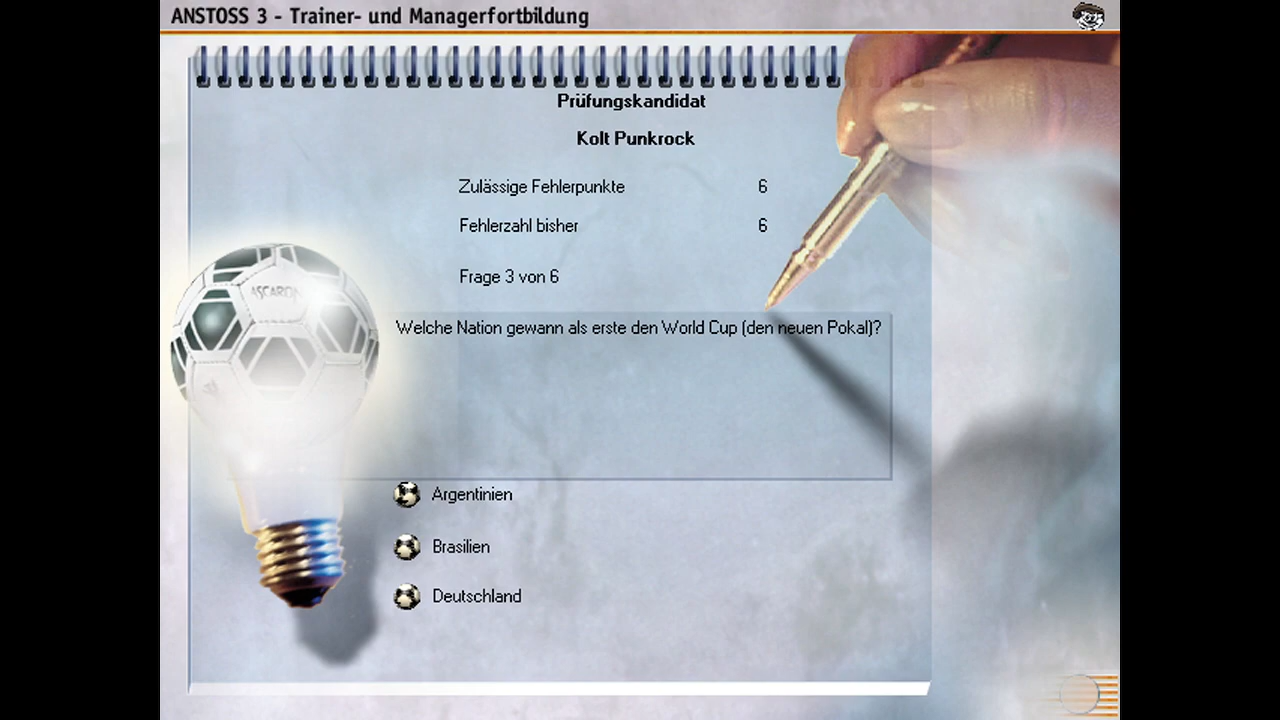 ANSTOSS 3 - Trainer- und Managerfortbildung
Prüfungskandidat
Kolt Punkrock
Zulässige Fehlerpunkte 6
Fehlerzahl bisher 6
Frage 3 von 6
ASCARON
Welche Nation gewann als erste den World Cup (den neuen Pokal)?
Argentinien
Brasilien
Deutschland